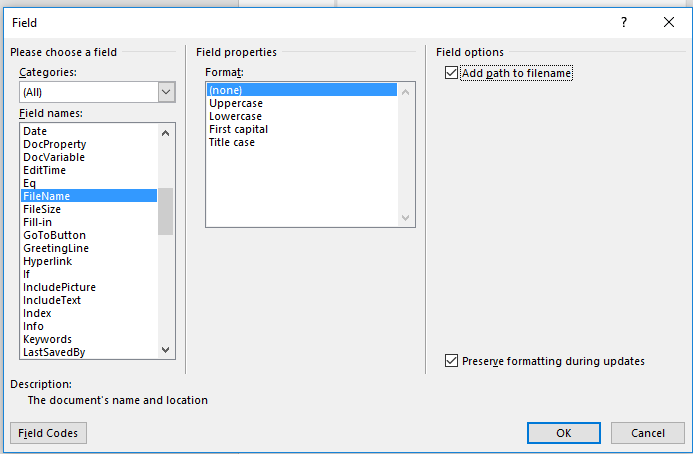 Field
?
Please choose a field
Categories:
(All)
Field names:
Date
DocProperty
DocVariable
EditTime
Eq
FileName
FileSize
Fill-in
GoToButton
GreetingLine
Hyperlink
If
IncludePicture
IncludeText
Index
Info
Keywords
LastSavedBy
Field properties
Format:
(none)
Uppercase
Lowercase
First capital
Title case
Field options
Add path to filename
Preserve formatting during updates
Description:
The document's name and location
Field Codes
OK
Cancel